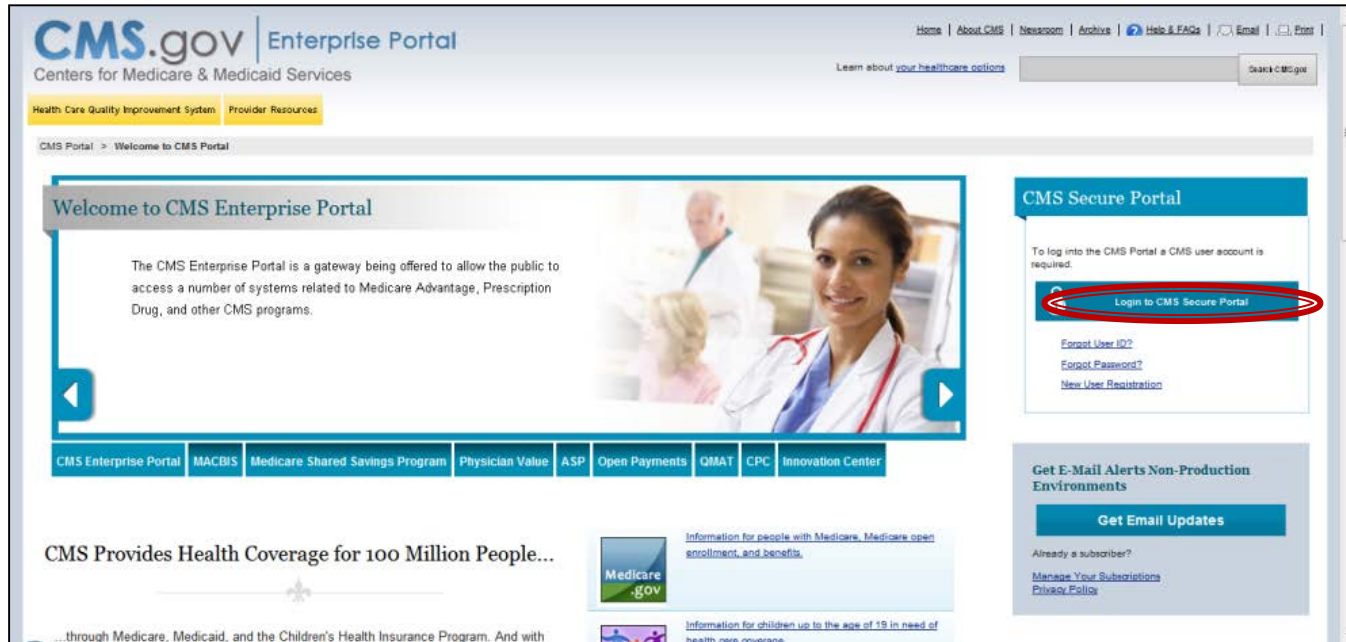 CMS.gov | Enterprise Portal
Centers for Medicare & Medicaid Services
Home | About CMS | Newsroom | Archive | Help & FAQs | Email | Print |
Learn about your healthcare options
Search CMS.gov
Health Care Quality Improvement System Provider Resources
CMS Portal > Welcome to CMS Portal
Welcome to CMS Enterprise Portal
The CMS Enterprise Portal is a gateway being offered to allow the public to
access a number of systems related to Medicare Advantage, Prescription
Drug, and other CMS programs.
CMS Enterprise Portal MACBIS Medicare Shared Savings Program Physician Value ASP Open Payments QMAT CPC Innovation Center
CMS Secure Portal
To log into the CMS Portal a CMS user account is
required.
Login to CMS Secure Portal
Forgot User ID?
Forgot Password?
New User Registration
Get E-Mail Alerts Non-Production
Environments
Get Email Updates
Already a subscriber?
Manage Your Subscriptions
Privacy Policy
CMS Provides Health Coverage for 100 Million People...
...through Medicare, Medicaid, and the Children's Health Insurance Program. And with
Medicare
.gov
Information for people with Medicare, Medicare open
enrollment, and benefits.
Information for children up to the age of 19 in need of
health care coverage.